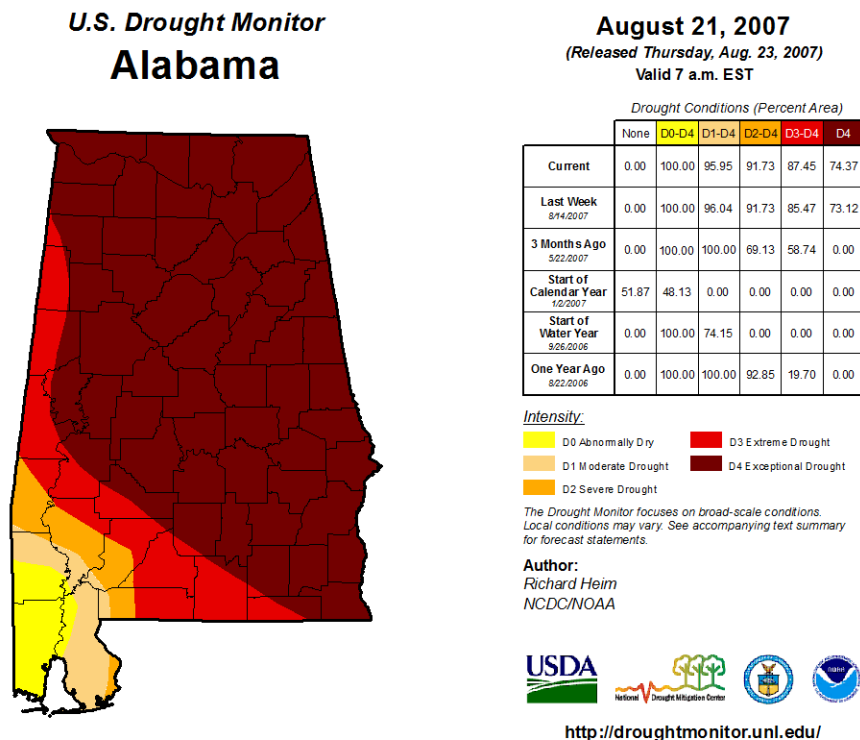 U.S. Drought Monitor
Alabama
August 21, 2007
(Released Thursday, Aug. 23, 2007)
Valid 7 a.m. EST
Drought Conditions (Percent Area)
None D0-D4 D1-D4 D2-D4 D3-D4 D4
Current 0.00 100.00 95.95 91.73 87.45 74.37
Last Week 8/14/2007 0.00 100.00 96.04 91.73 85.47 73.12
3 Months Ago 5/22/2007 0.00 100.00 100.00 69.13 58.74 0.00
Start of Calendar Year 1/2/2007 51.87 48.13 0.00 0.00 0.00 0.00
Start of Water Year 9/26/2006 0.00 100.00 74.15 0.00 0.00 0.00
One Year Ago 8/22/2006 0.00 100.00 100.00 92.85 19.70 0.00
Intensity:
D0 Abnormally Dry
D1 Moderate Drought
D2 Severe Drought
D3 Extreme Drought
D4 Exceptional Drought
The Drought Monitor focuses on broad-scale conditions.
Local conditions may vary. See accompanying text summary
for forecast statements.
Author:
Richard Heim
NCDC/NOAA
USDA
National Drought Mitigation Center
http://droughtmonitor.unl.edu/